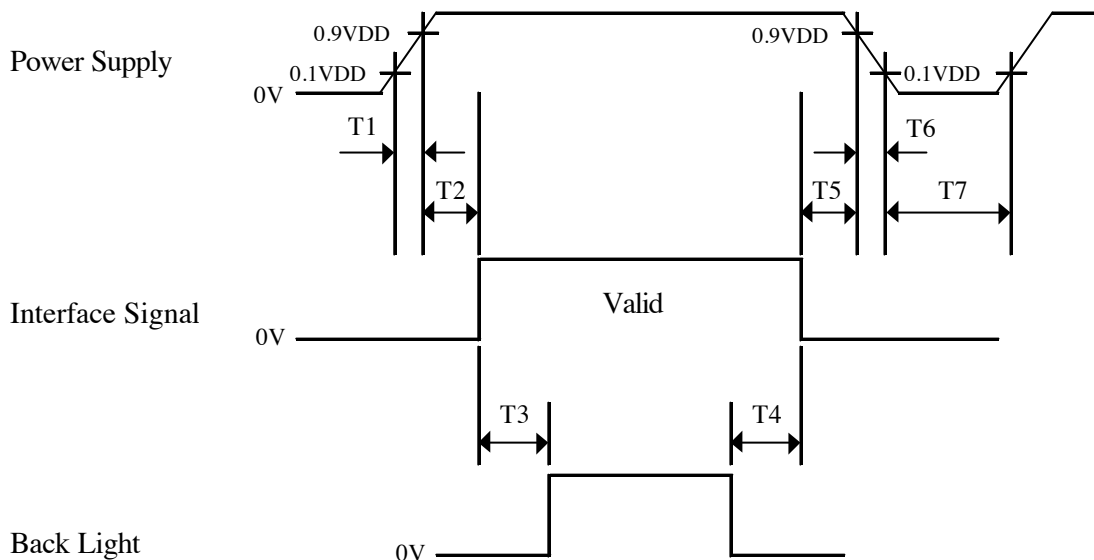 0.9VDD
0.9VDD
Power Supply
0.1VDD
0.1VDD
0V
T1
T6
T2
T5
T7
Interface Signal
Valid
0V
T3
T4
Back Light
0V